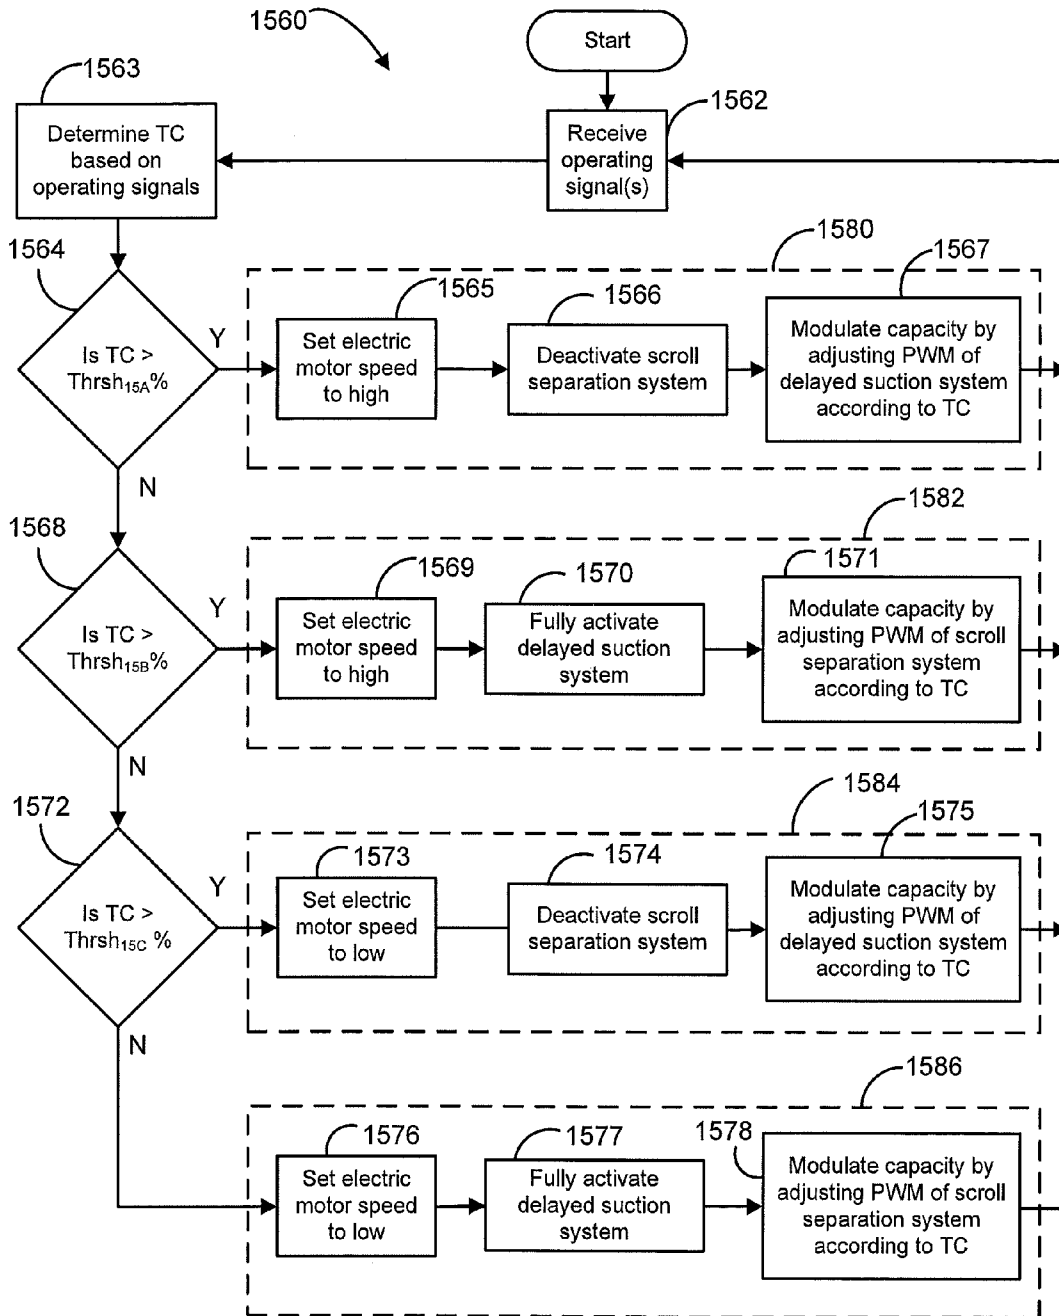 1560
Start
1563
1562
Determine TC
based on
operating signals
Receive
operating
signal(s)
1564
1580
1567
1565
1566
Is TC >
Thrsh15A%
Y
Set electric
motor speed
to high
Deactivate scroll
separation system
Modulate capacity by
adjusting PWM of
delayed suction system
according to TC
N
1568
1582
1569
1570
1571
Is TC >
Thrsh15B%
Y
Set electric
motor speed
to high
Fully activate
delayed suction
system
Modulate capacity by
adjusting PWM of scroll
separation system
according to TC
N
1572
1584
1575
1573
1574
Is TC >
Thrsh15C %
Y
Set electric
motor speed
to low
Deactivate scroll
separation system
Modulate capacity by
adjusting PWM of
delayed suction system
according to TC
N
1586
1576
1577
1578
Set electric
motor speed
to low
Fully activate
delayed suction
system
Modulate capacity by
adjusting PWM of scroll
separation system
according to TC